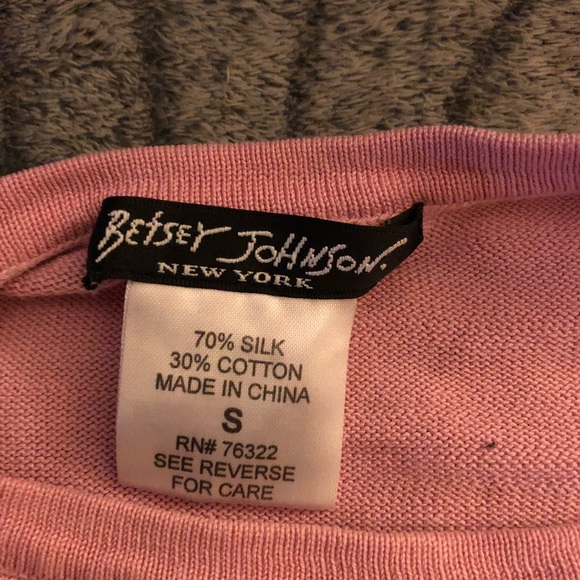 BETSEY JOHNSON.
NEW YORK
70% SILK
30% COTTON
MADE IN CHINA
S
RN# 76322
SEE REVERSE
FOR CARE